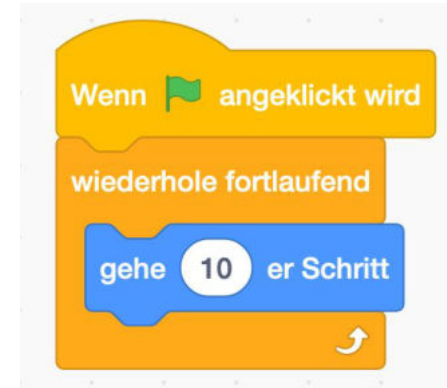 Wenn angeklickt wird
wiederhole fortlaufend
gehe 10 er Schritt